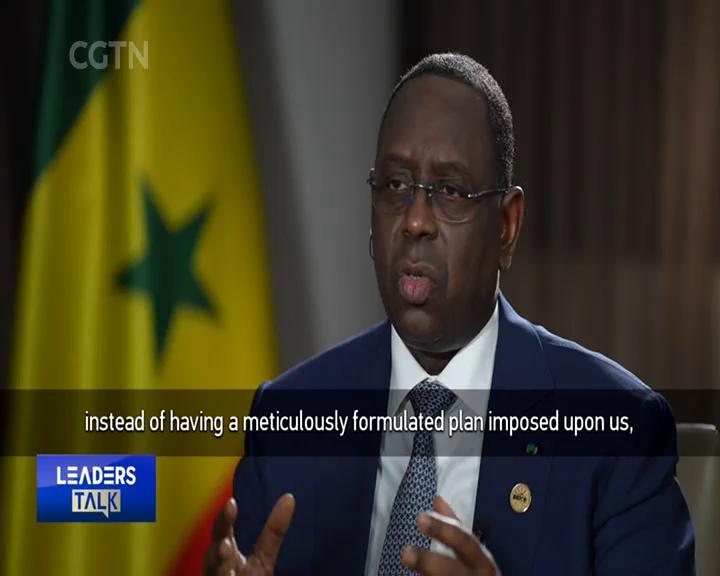 CGTN
instead of having a meticulously formulated plan imposed upon us,
LEADERS
TALK